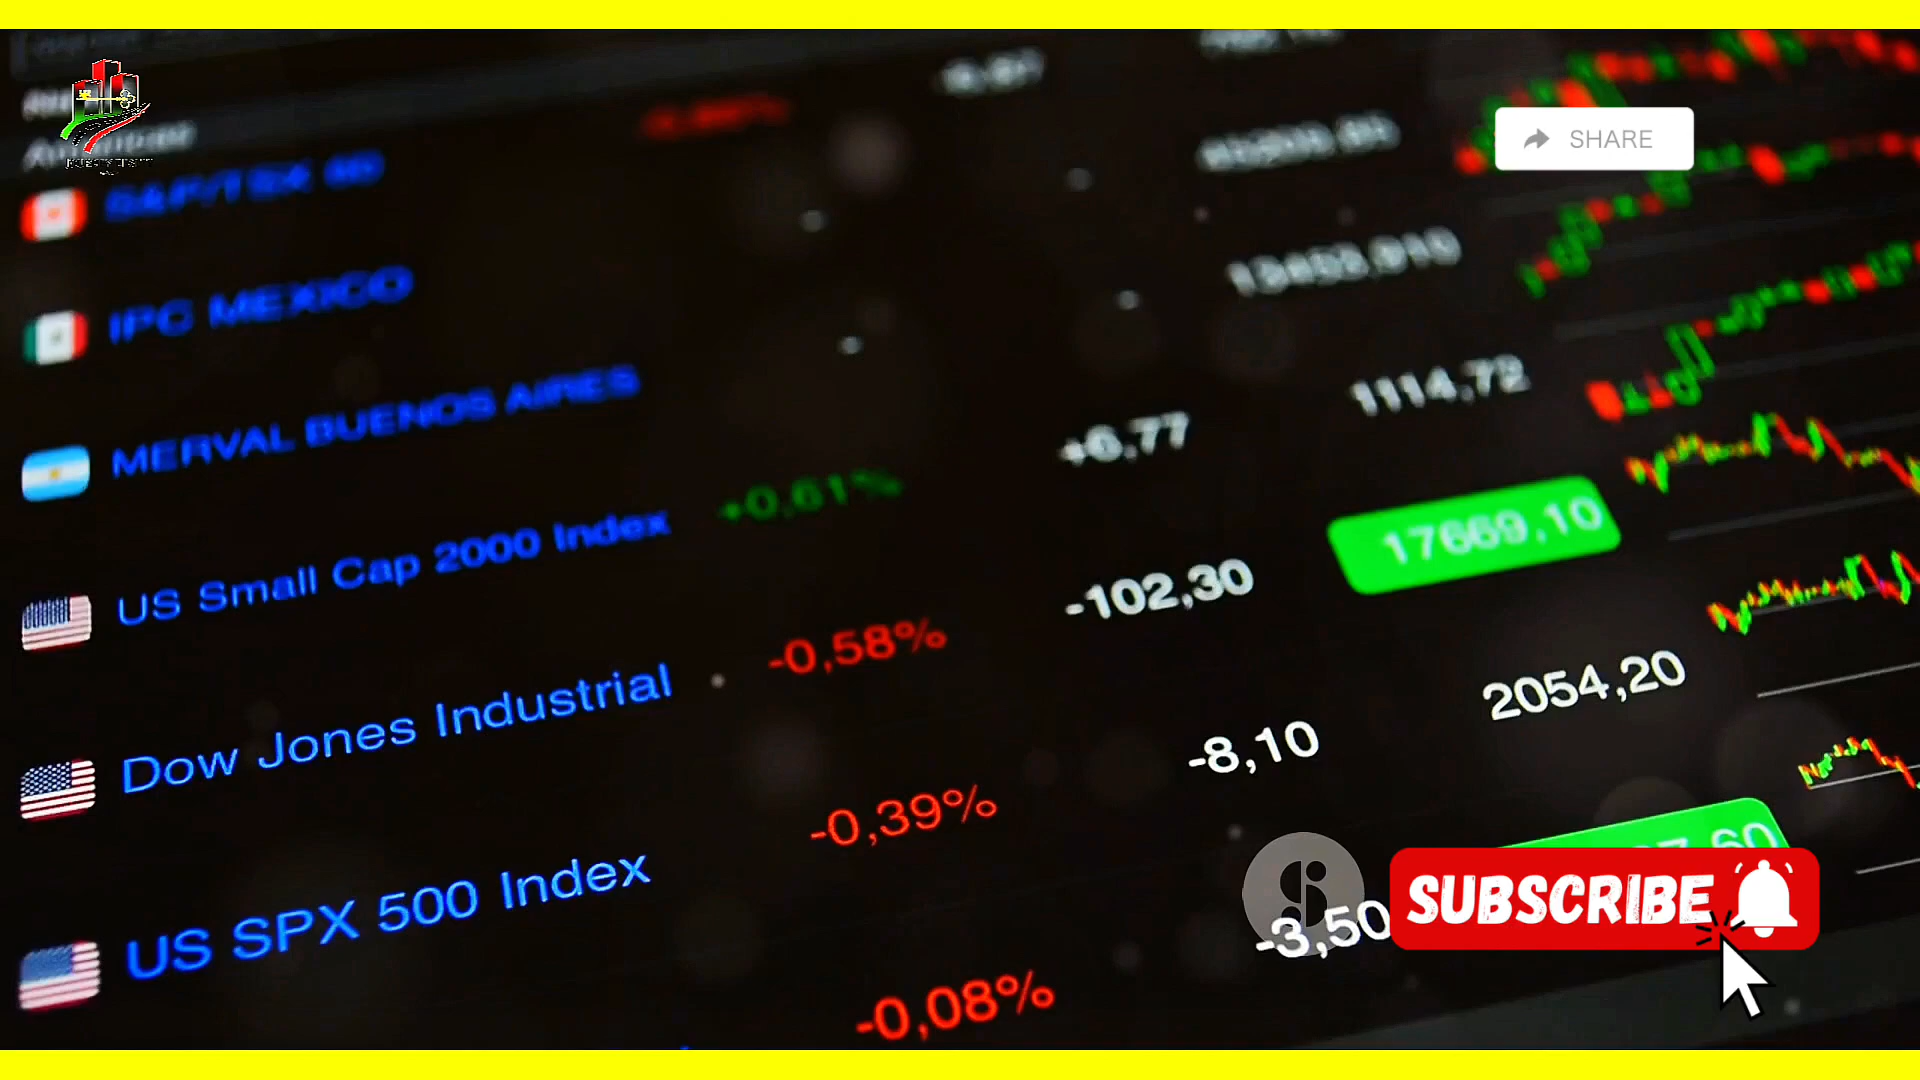 SHARE
S&P/TSX 60
IPC MEXICO
13453,910
MERVAL BUENOS AIRES
+6,77
1114,72
US Small Cap 2000 Index
+0,61%
-102,30
17669,10
Dow Jones Industrial
-0,58%
-8,10
2054,20
US SPX 500 Index
-0,39%
-3,50
SUBSCRIBE
-0,08%